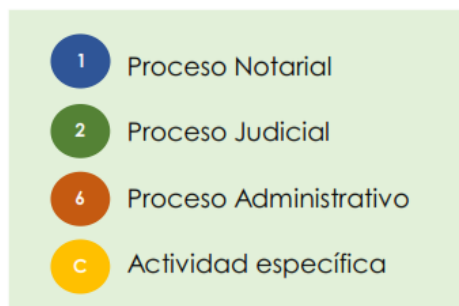 1 Proceso Notarial
2 Proceso Judicial
6 Proceso Administrativo
C Actividad específica